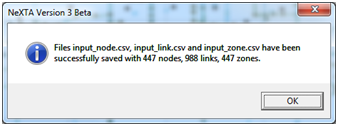 NeXTA Version 3 Beta
Files input_node.csv, input_link.csv and input_zone.csv have been
successfully saved with 447 nodes, 988 links, 447 zones.
OK